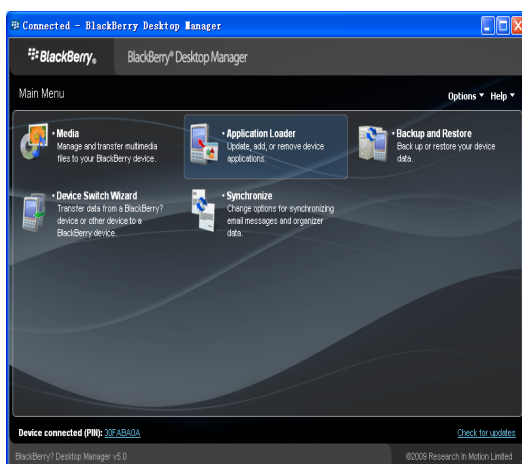 Connected - BlackBerry Desktop Manager
BlackBerry®
BlackBerry® Desktop Manager
Main Menu
Options
Help
· Media
Manage and transfer multimedia
files to your BlackBerry device.
· Application Loader
Update, add, or remove device
applications.
· Backup and Restore
Back up or restore your device
data.
· Device Switch Wizard
Transfer data from a BlackBerry?
device or other device to a
BlackBerry device.
· Synchronize
Change options for synchronizing
email messages and organizer
data.
Device connected (PIN): 30FABA0A
Check for updates
BlackBerry? Desktop Manager v5.0
©2009 Research In Motion Limited